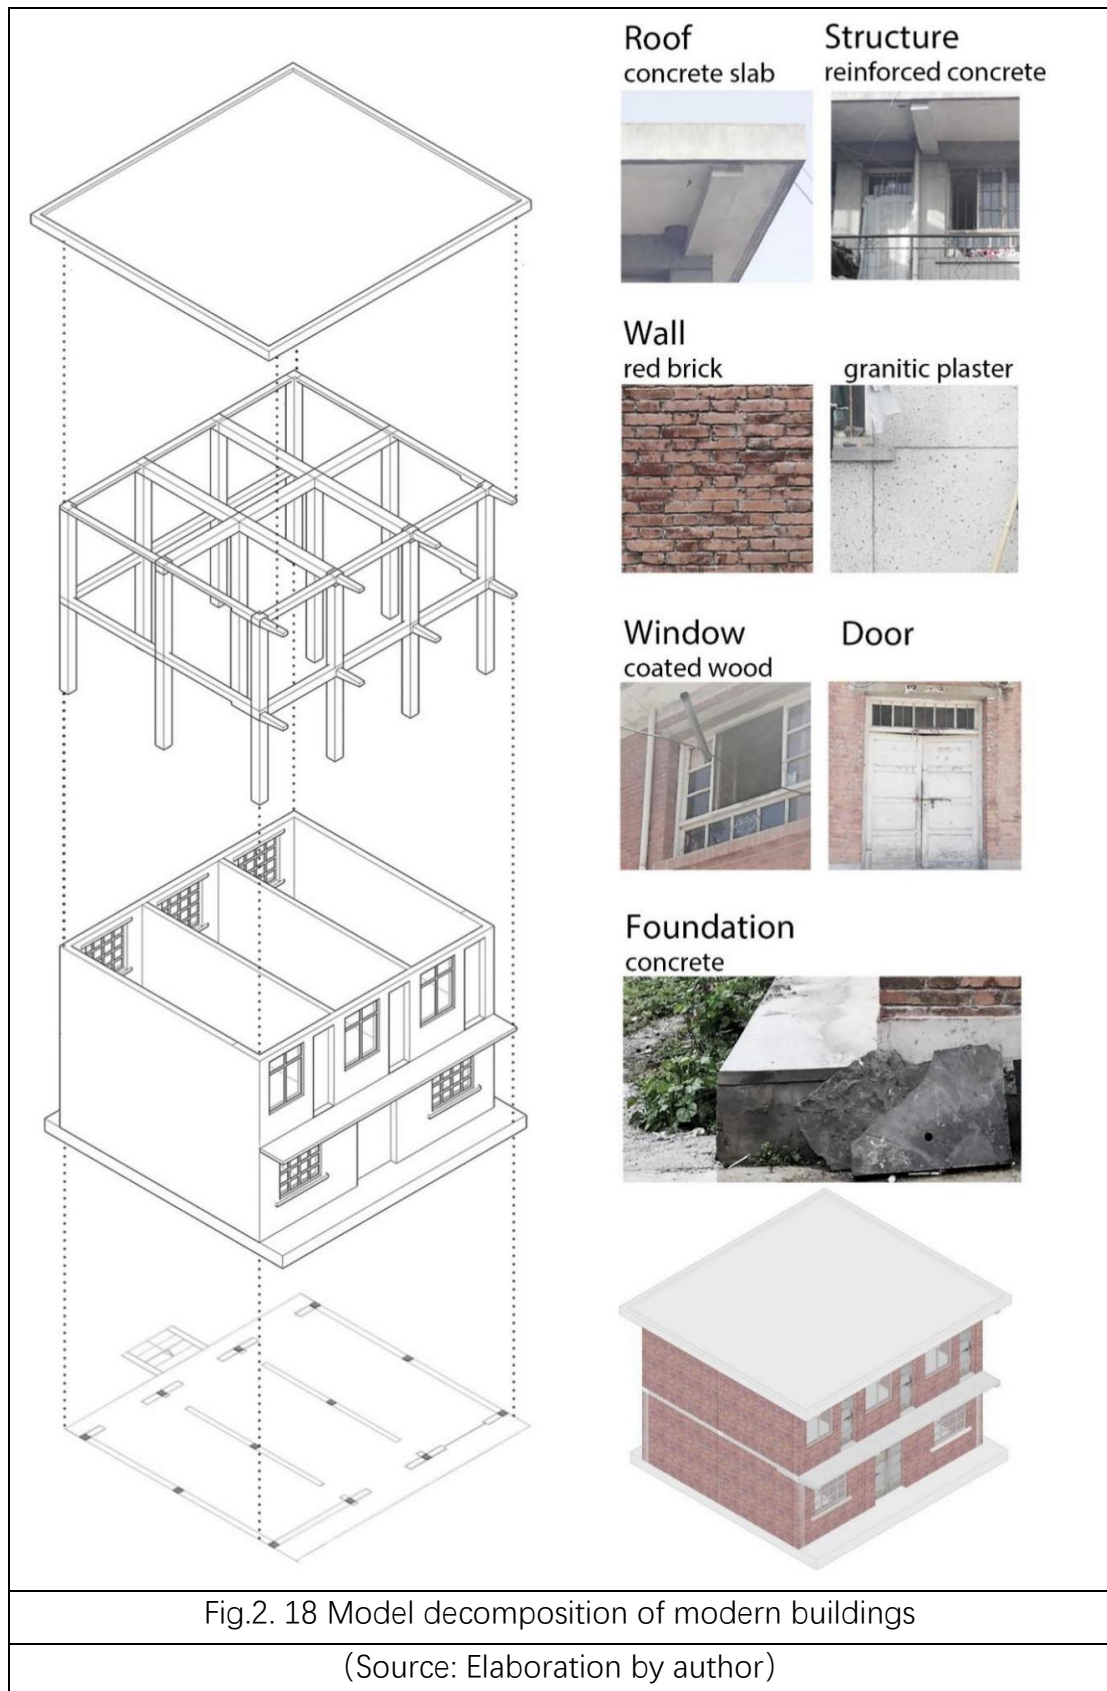 Roof
concrete slab
Structure
reinforced concrete
Wall
red brick
granitic plaster
Window
coated wood
Door
Foundation
concrete
Fig.2. 18 Model decomposition of modern buildings
(Source: Elaboration by author)